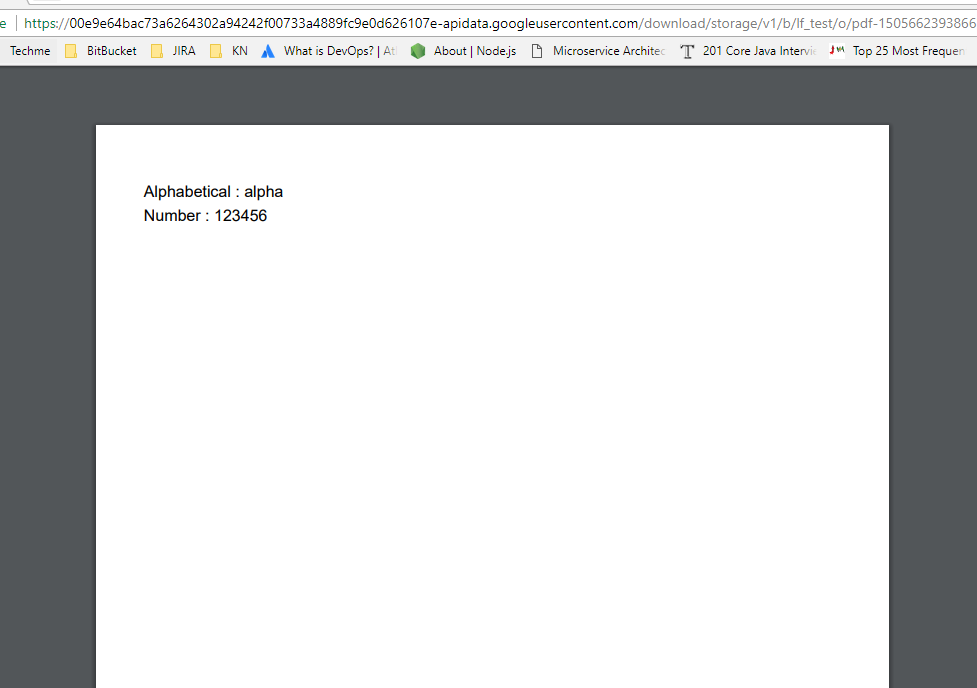 https://00e9e64bac73a6264302a94242f00733a4889fc9e0d626107e-apidata.googleusercontent.com/download/storage/v1/b/lf_test/o/pdf-1505662393866
Techme BitBucket JIRA KN What is DevOps? | At About | Node.js Microservice Architec 201 Core Java Intervi Top 25 Most Frequen
Alphabetical : alpha
Number : 123456